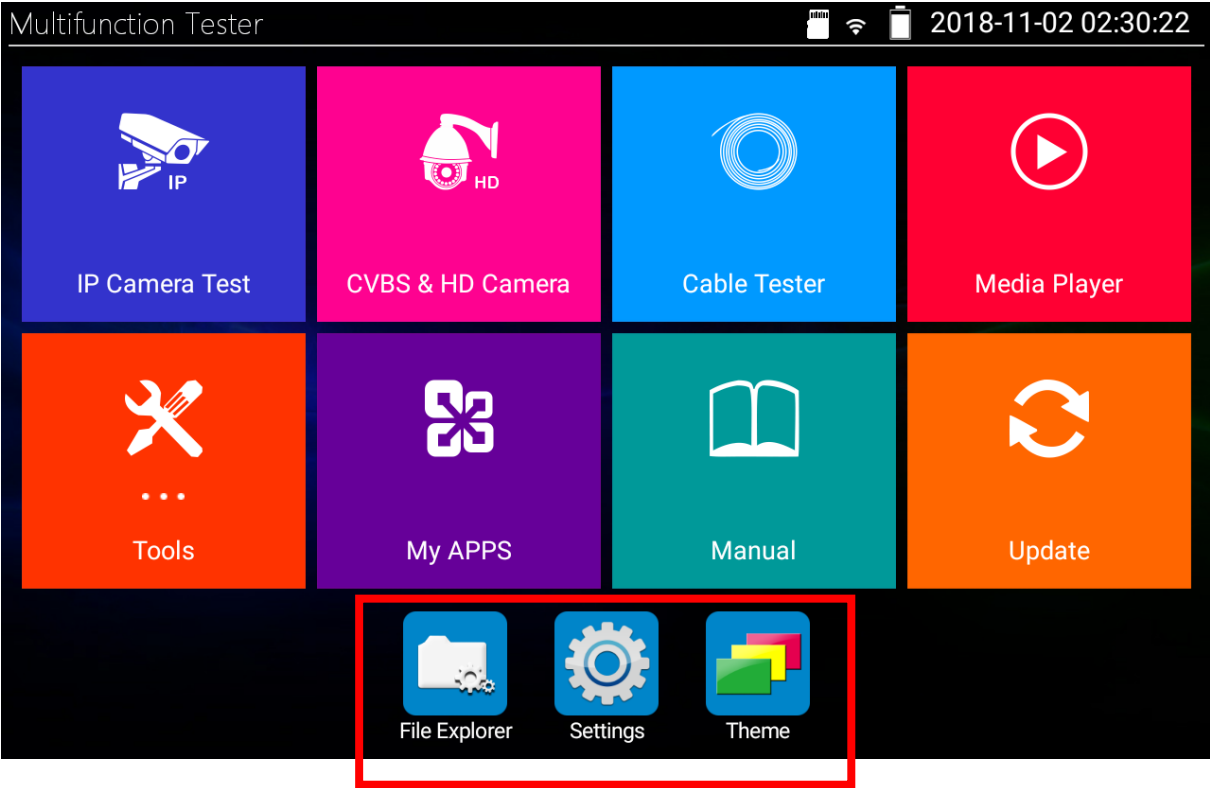 Multifunction Tester
2018-11-02 02:30:22
IP
HD
IP Camera Test
CVBS & HD Camera
Cable Tester
Media Player
Tools
My APPS
Manual
Update
File Explorer
Settings
Theme